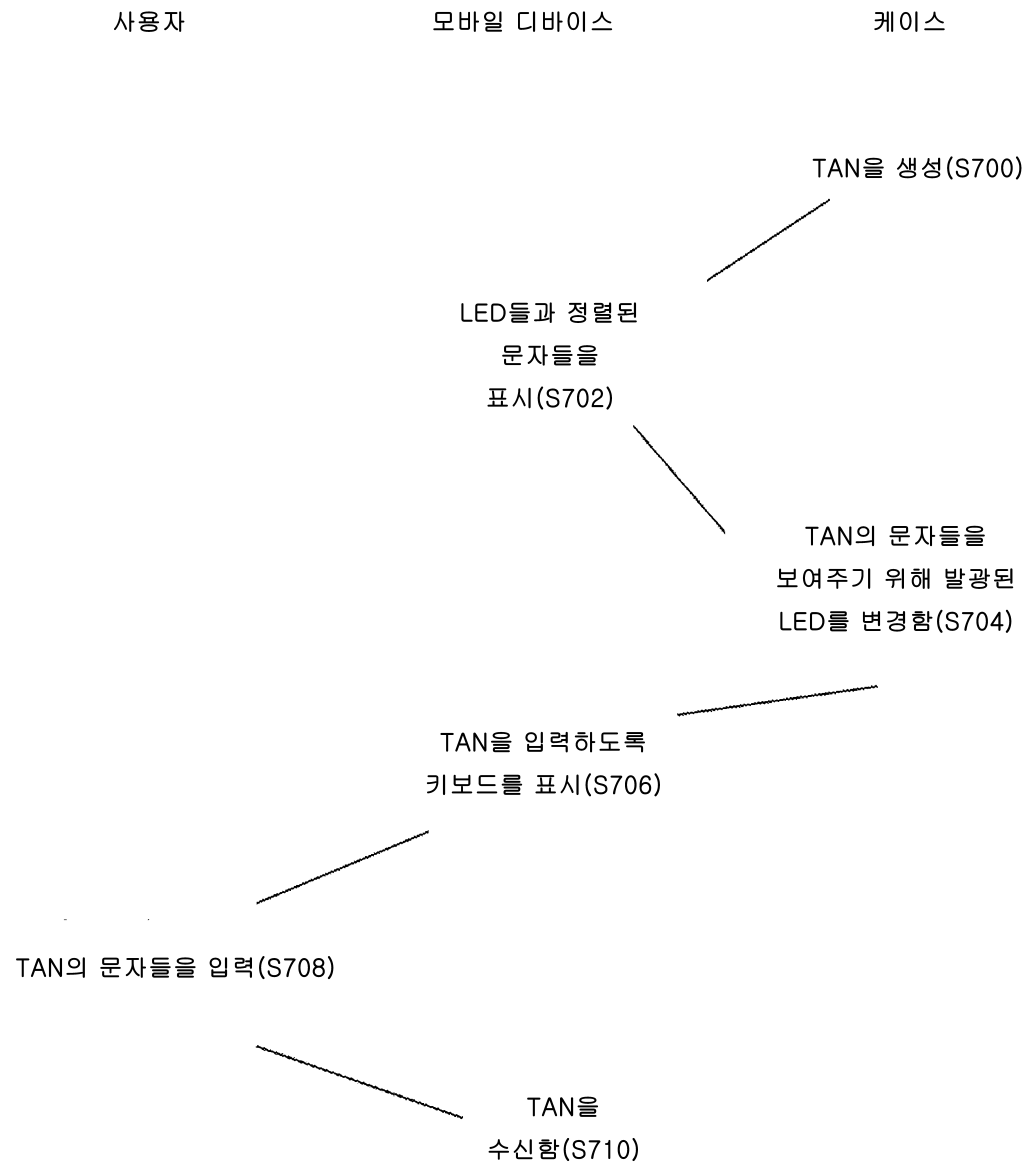 사용자 모바일 디바이스 케이스
TAN을 생성(S700)
LED들과 정렬된
문자들을
표시(S702)
TAN의 문자들을
보여주기 위해 발광된
LED를 변경함(S704)
TAN을 입력하도록
키보드를 표시(S706)
TAN의 문자들을 입력(S708)
TAN을
수신함(S710)